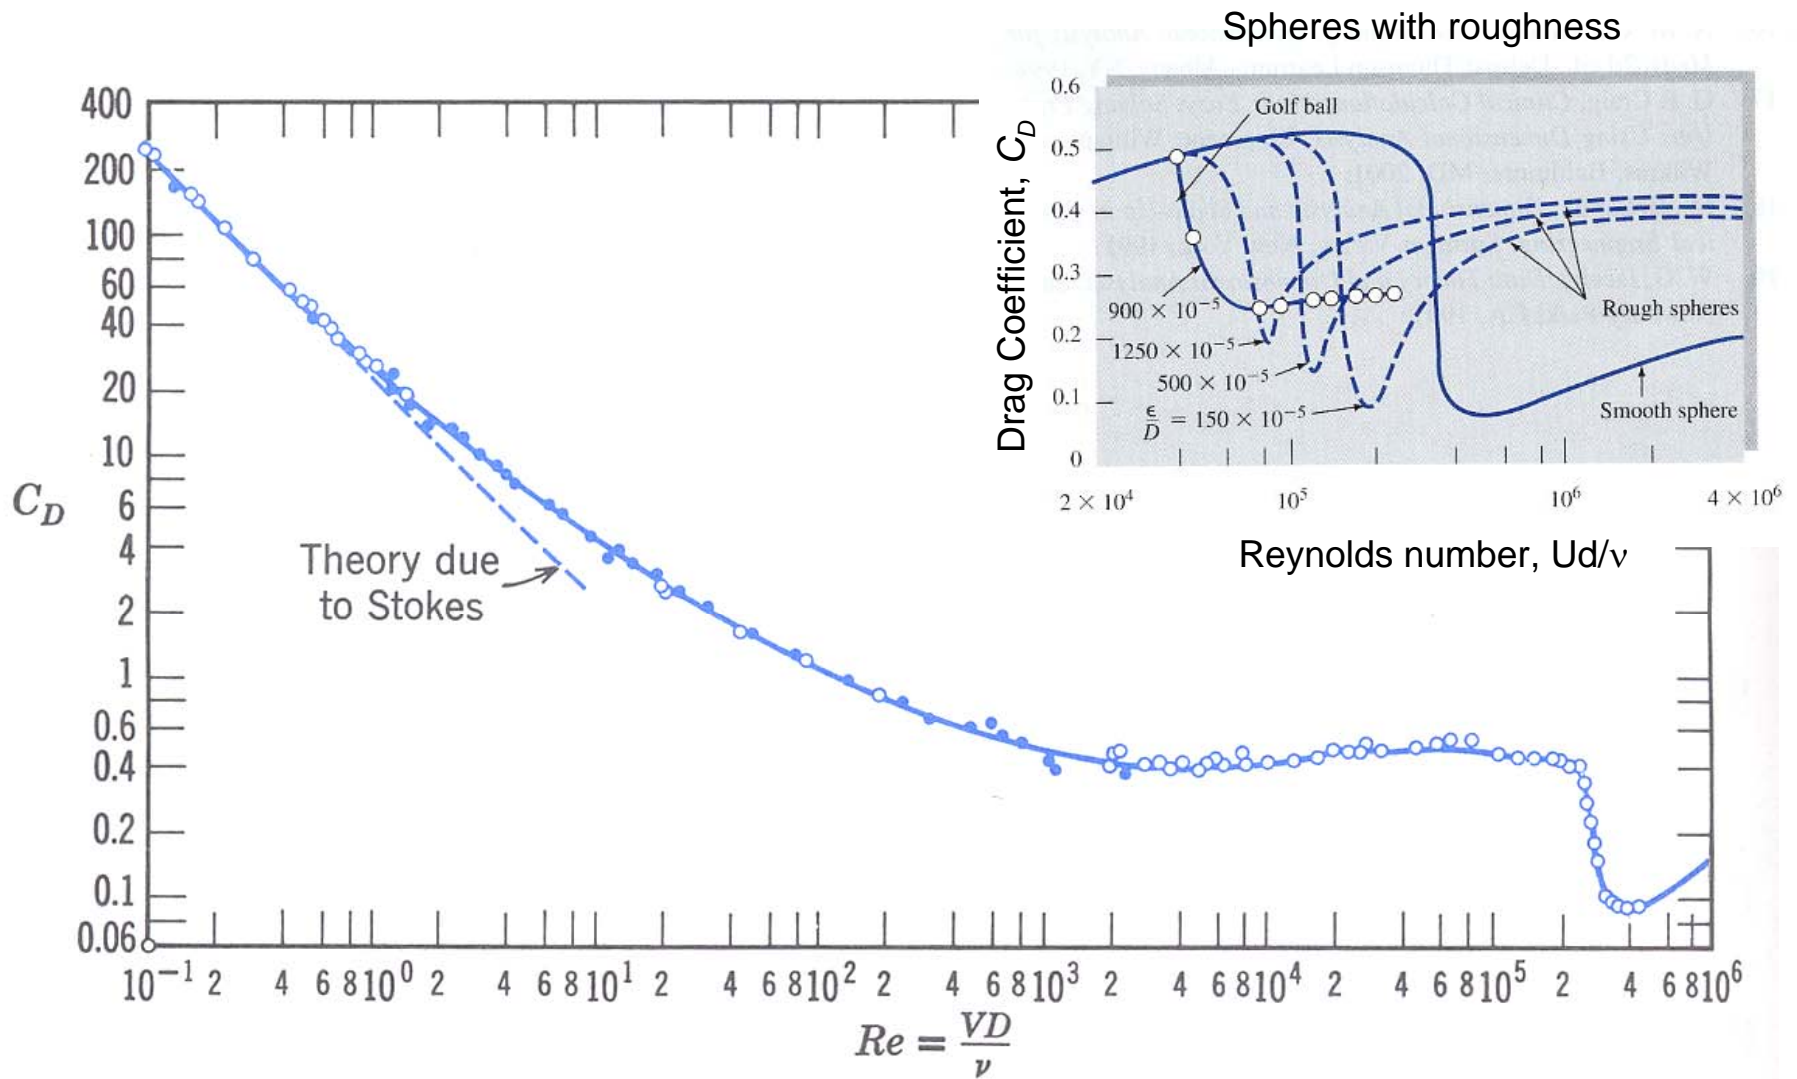 Spheres with roughness
Drag Coefficient, C_D
0.6
0.5
0.4
0.3
0.2
0.1
0
Golf ball
900 × 10⁻⁵
1250 × 10⁻⁵
500 × 10⁻⁵
ϵ/D = 150 × 10⁻⁵
Rough spheres
Smooth sphere
2 × 10⁴ 10⁵ 10⁶ 4 × 10⁶
Reynolds number, Ud/ν
C_D
400
200
100
60
40
20
10
6
4
2
1
0.6
0.4
0.2
0.1
0.06
Theory due
to Stokes
10⁻¹ 2 4 6 8 10⁰ 2 4 6 8 10¹ 2 4 6 8 10² 2 4 6 8 10³ 2 4 6 8 10⁴ 2 4 6 8 10⁵ 2 4 6 8 10⁶
Re = VD/ν